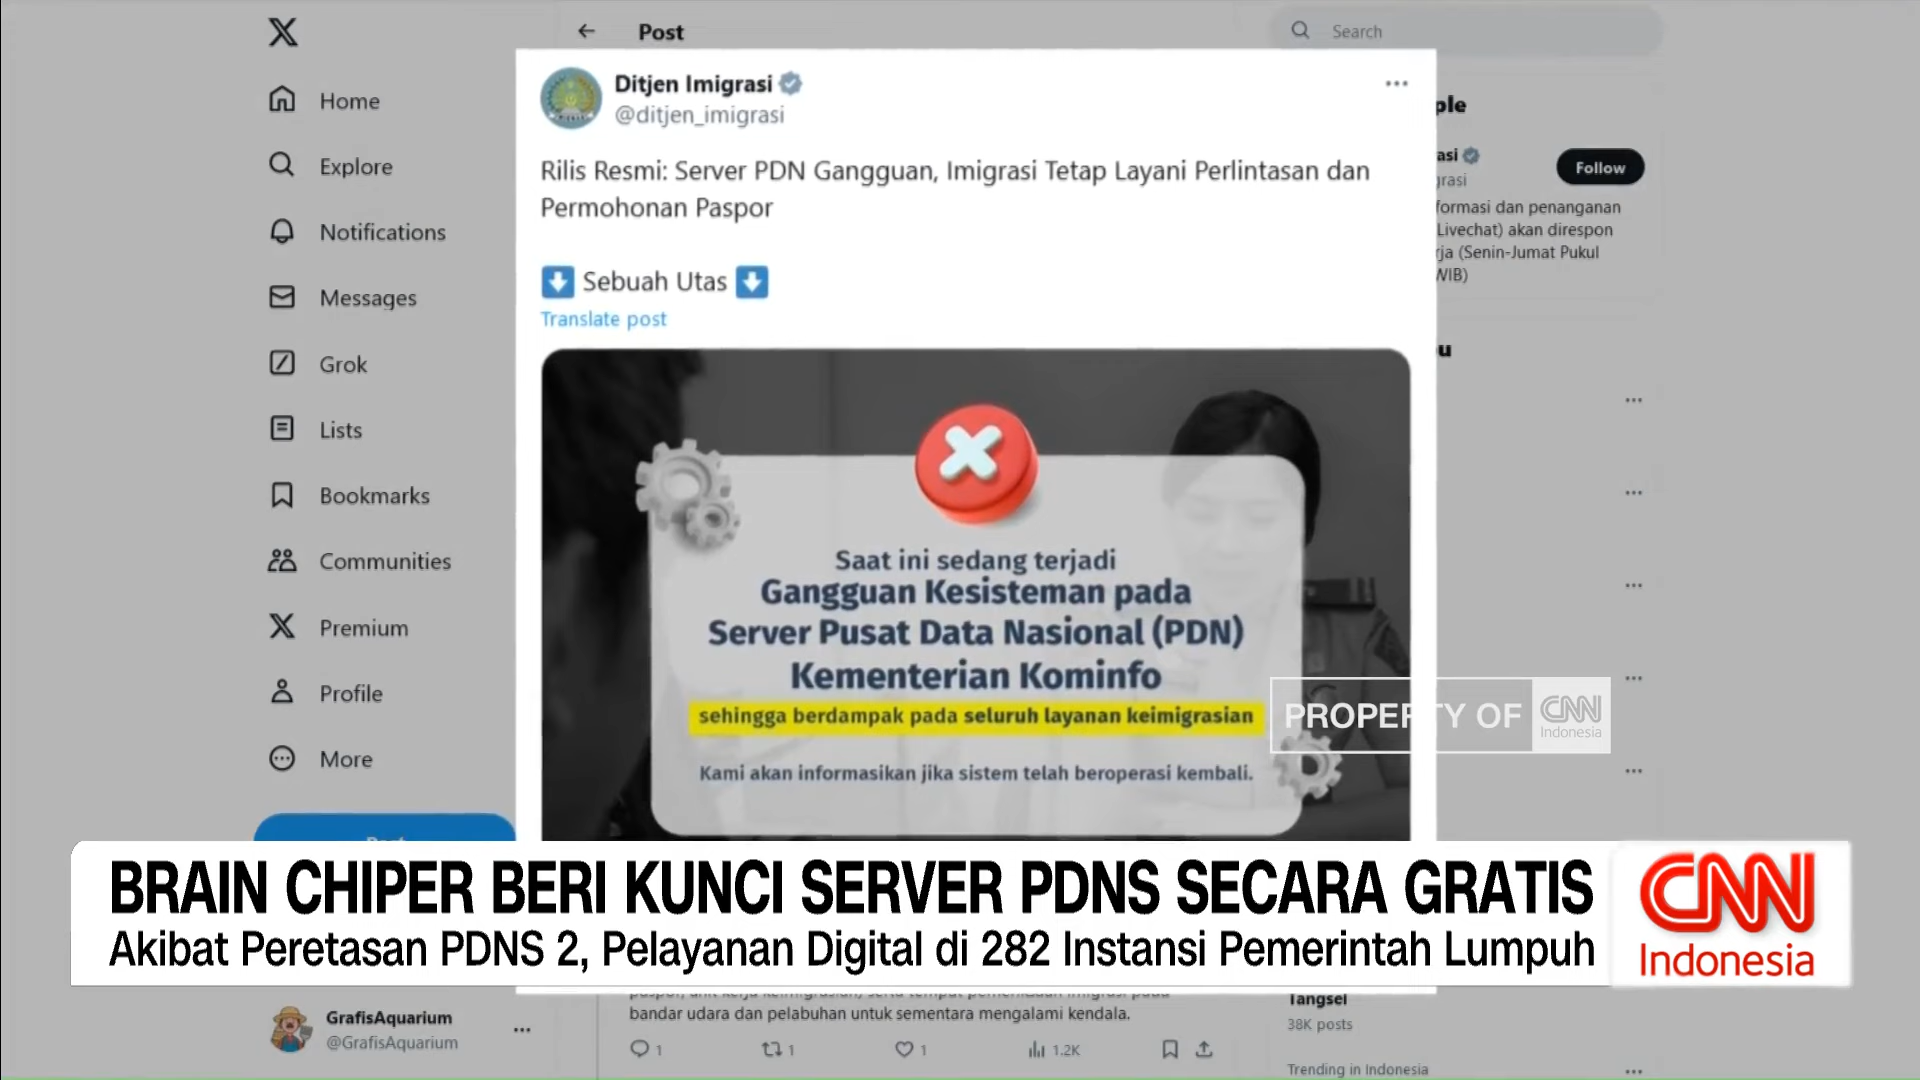 Post
Search
Home
Explore
Notifications
Messages
Grok
Lists
Bookmarks
Communities
Premium
Profile
More
Ditjen Imigrasi
@ditjen_imigrasi
Rilis Resmi: Server PDN Gangguan, Imigrasi Tetap Layani Perlintasan dan
Permohonan Paspor
Sebuah Utas
Translate post
Saat ini sedang terjadi
Gangguan Kesisteman pada
Server Pusat Data Nasional (PDN)
Kementerian Kominfo
sehingga berdampak pada seluruh layanan keimigrasian
Kami akan informasikan jika sistem telah beroperasi kembali.
ple
asi
grasi
Follow
formasi dan penanganan
Livechat) akan direspon
rja (Senin-Jumat Pukul
WIB)
u
PROPERTY OF CNN
Indonesia
BRAIN CHIPER BERI KUNCI SERVER PDNS SECARA GRATIS
Akibat Peretasan PDNS 2, Pelayanan Digital di 282 Instansi Pemerintah Lumpuh
CNN
Indonesia
bandar udara dan pelabuhan untuk sementara mengalami kendala.
1
1
1
1.2K
GrafisAquarium
@GrafisAquarium
Tangsel
38K posts
Trending in Indonesia